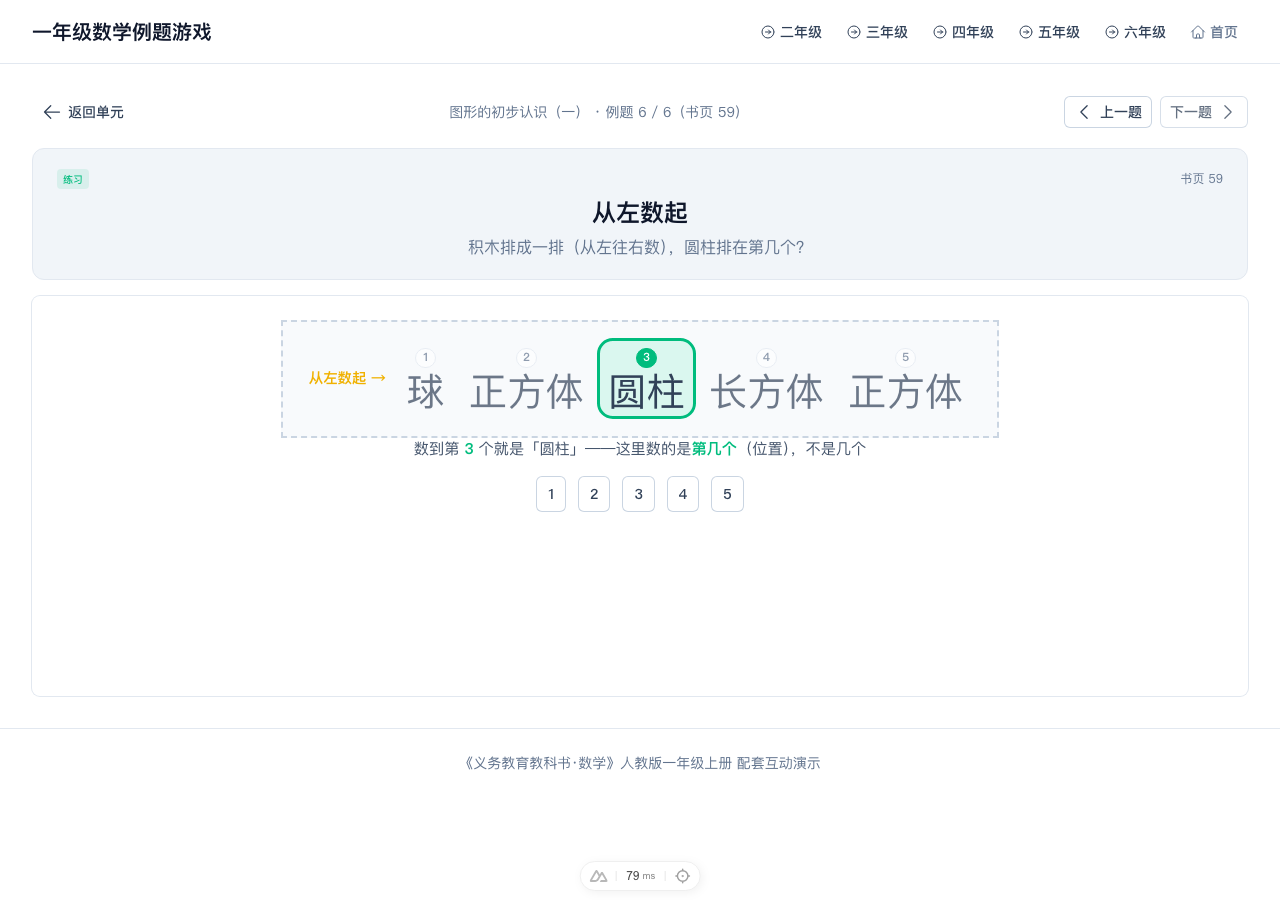 一年级数学例题游戏
二年级 三年级 四年级 五年级 六年级 首页
返回单元
图形的初步认识（一） · 例题 6 / 6（书页 59）
上一题 下一题
练习
书页 59
从左数起
积木排成一排（从左往右数），圆柱排在第几个？
从左数起 →
1 2 3 4 5
球 正方体 圆柱 长方体 正方体
数到第 3 个就是「圆柱」——这里数的是第几个（位置），不是几个
1 2 3 4 5
《义务教育教科书·数学》人教版一年级上册 配套互动演示
79 ms